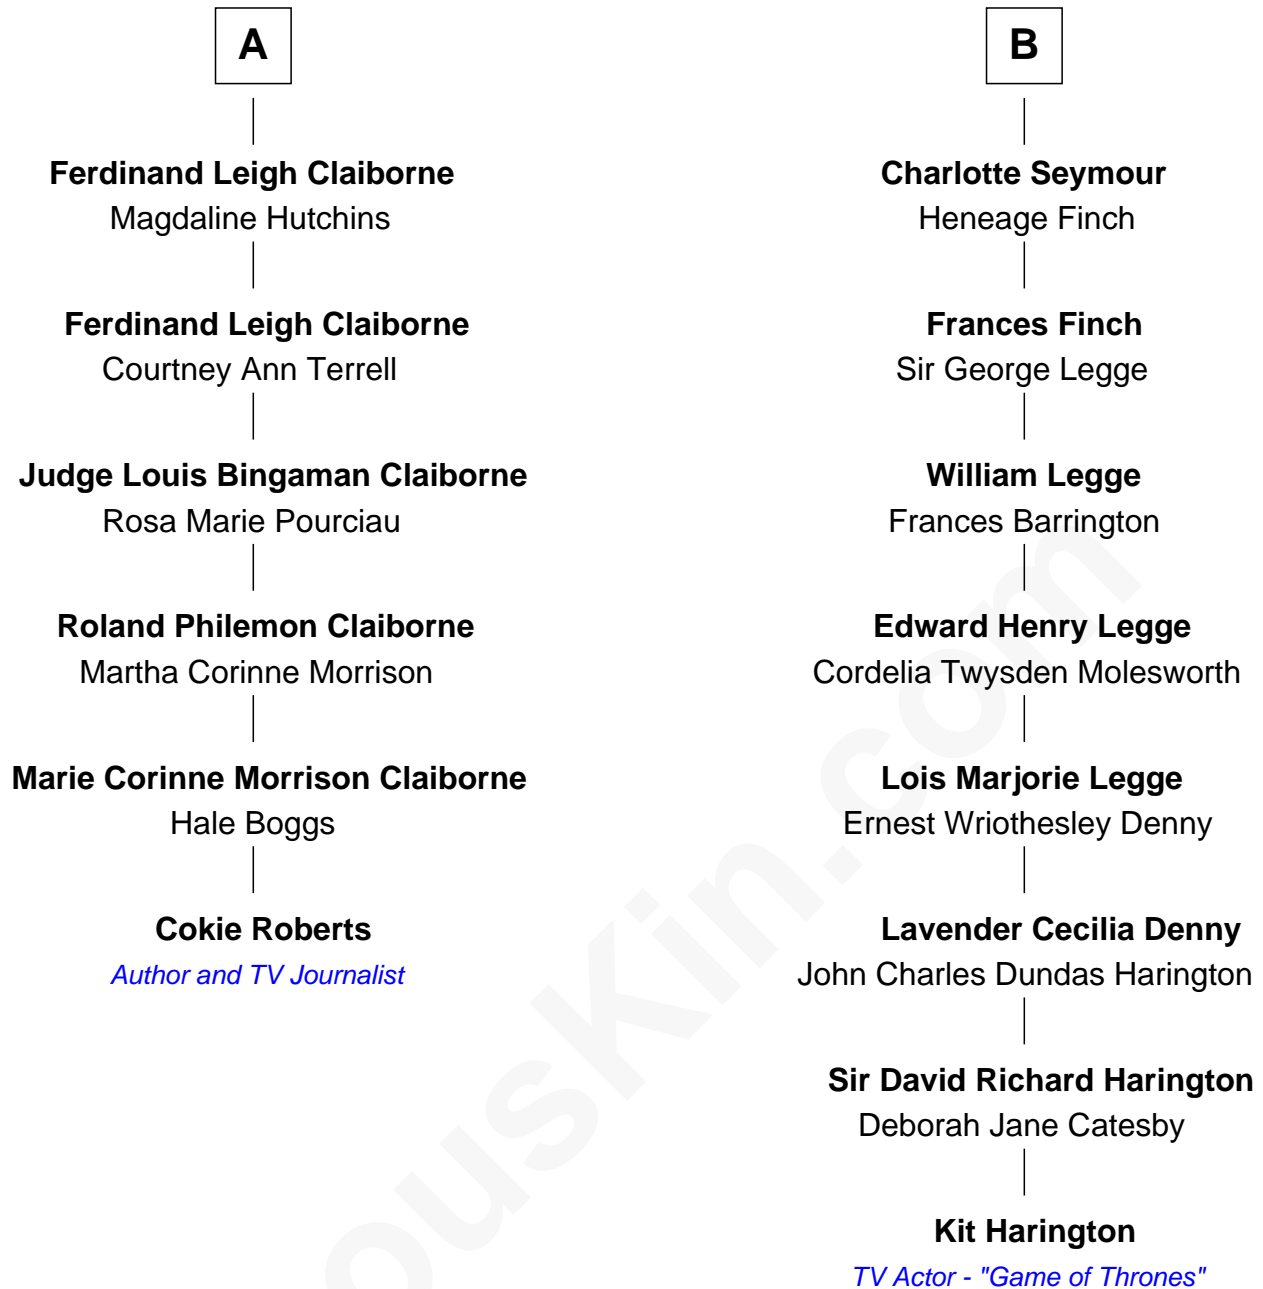 A
Ferdinand Leigh Claiborne
Magdaline Hutchins
Ferdinand Leigh Claiborne
Courtney Ann Terrell
Judge Louis Bingaman Claiborne
Rosa Marie Pourciau
Roland Philemon Claiborne
Martha Corinne Morrison
Marie Corinne Morrison Claiborne
Hale Boggs
Cokie Roberts
Author and TV Journalist
B
Charlotte Seymour
Heneage Finch
Frances Finch
Sir George Legge
William Legge
Frances Barrington
Edward Henry Legge
Cordelia Twysden Molesworth
Lois Marjorie Legge
Ernest Wriothesley Denny
Lavender Cecilia Denny
John Charles Dundas Harington
Sir David Richard Harington
Deborah Jane Catesby
Kit Harington
TV Actor - "Game of Thrones"
ousKin.com